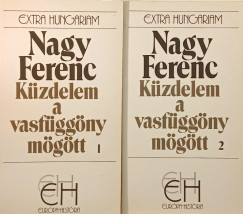 EXTRA HUNGARIAM
Nagy
Ferenc
Küzdelem
a
vasfüggöny
mögött 1
EH
EURÓPA-HISTÓRIA
EXTRA HUNGARIAM
Nagy
Ferenc
Küzdelem
a
vasfüggöny
mögött 2
EH
EURÓPA-HISTÓRIA